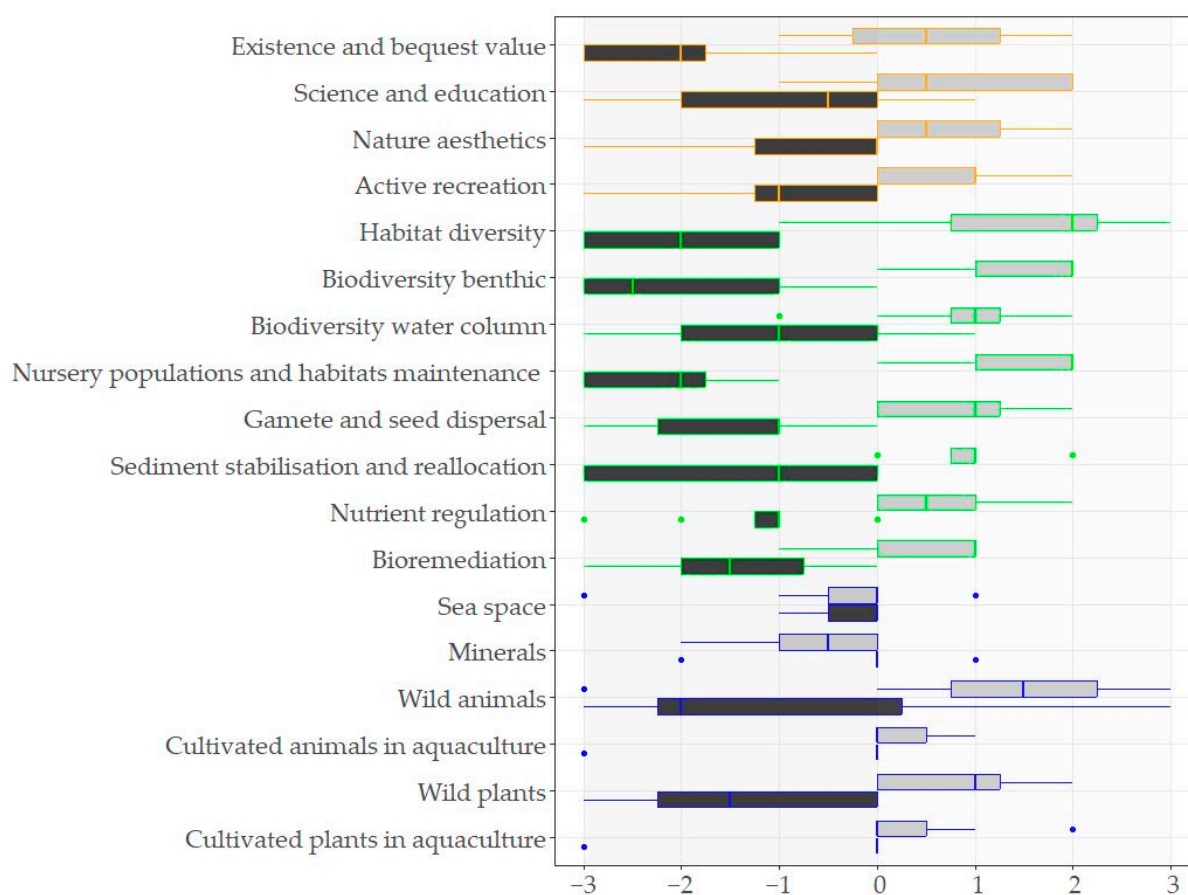 Existence and bequest value
Science and education
Nature aesthetics
Active recreation
Habitat diversity
Biodiversity benthic
Biodiversity water column
Nursery populations and habitats maintenance
Gamete and seed dispersal
Sediment stabilisation and reallocation
Nutrient regulation
Bioremediation
Sea space
Minerals
Wild animals
Cultivated animals in aquaculture
Wild plants
Cultivated plants in aquaculture
−3 −2 −1 0 1 2 3